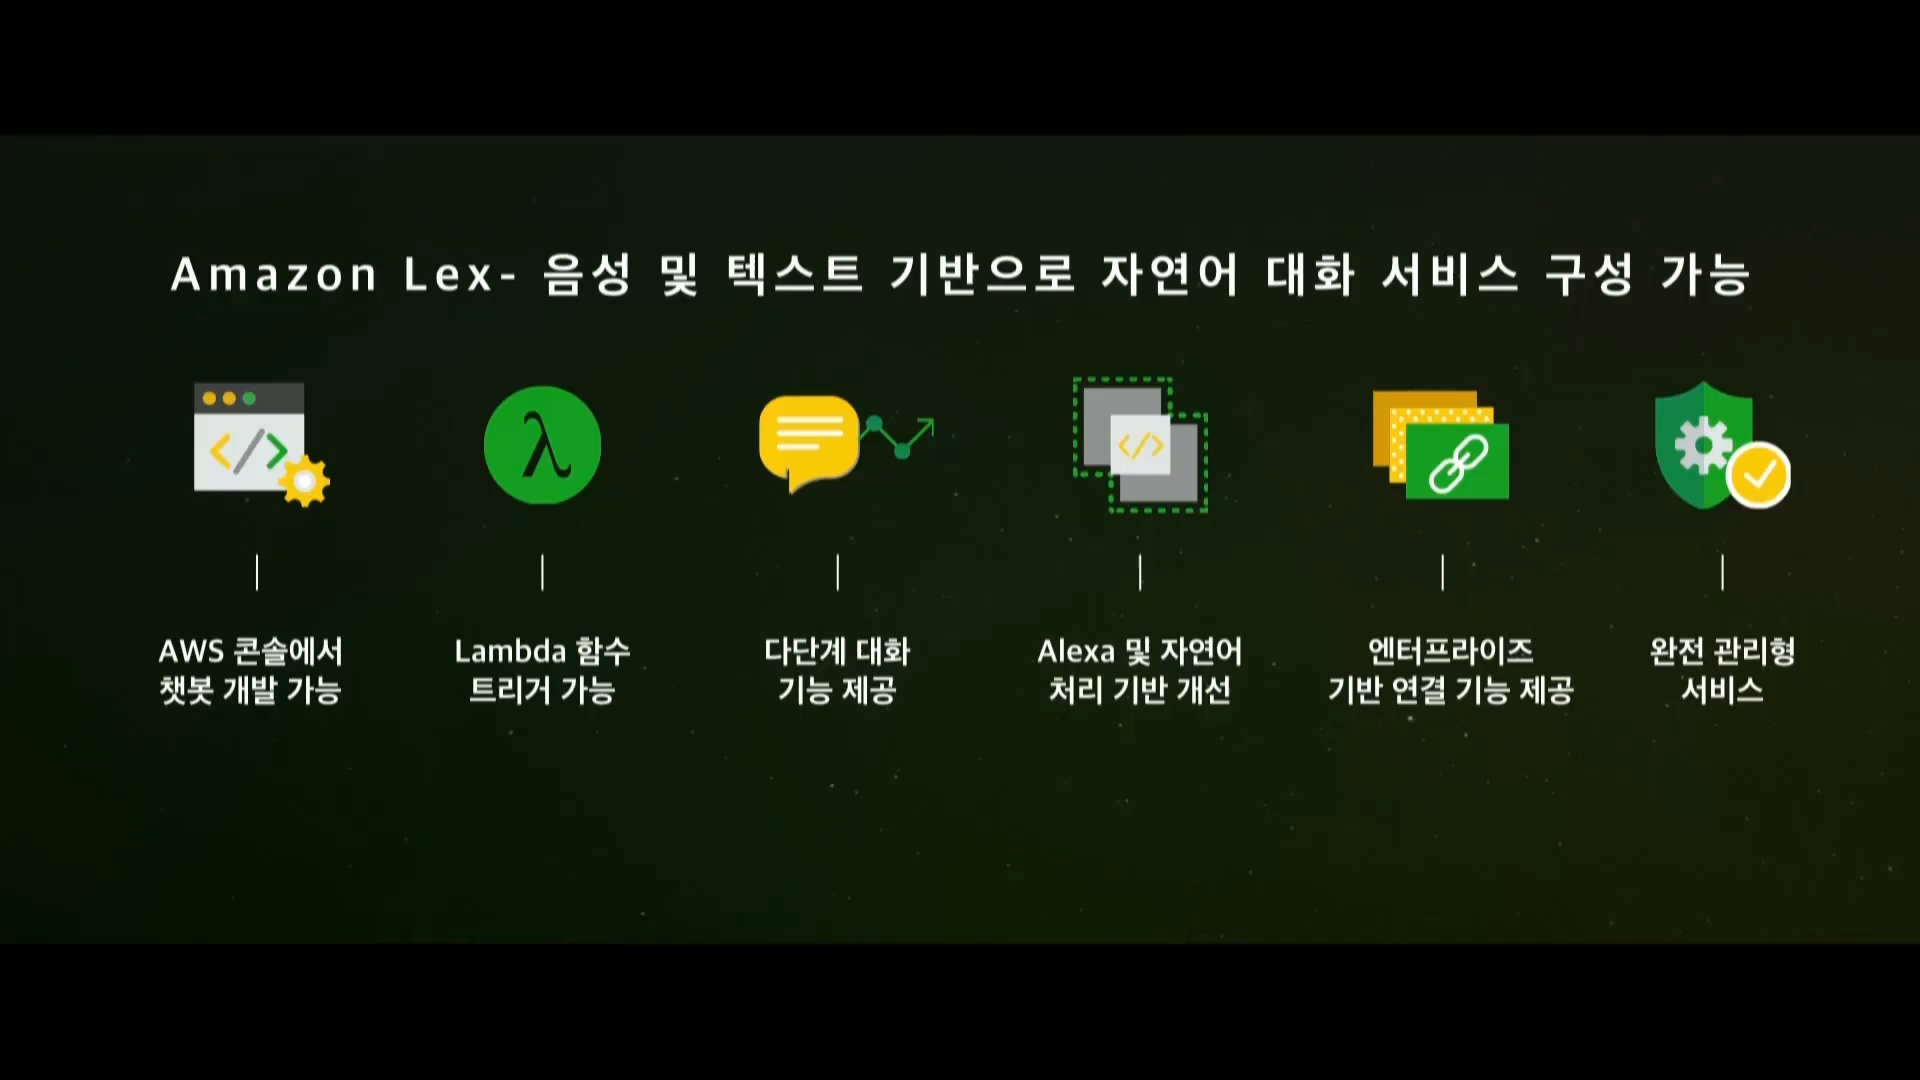 Amazon Lex- 음성 및 텍스트 기반으로 자연어 대화 서비스 구성 가능
AWS 콘솔에서
챗봇 개발 가능
Lambda 함수
트리거 가능
다단계 대화
기능 제공
Alexa 및 자연어
처리 기반 개선
엔터프라이즈
기반 연결 기능 제공
완전 관리형
서비스